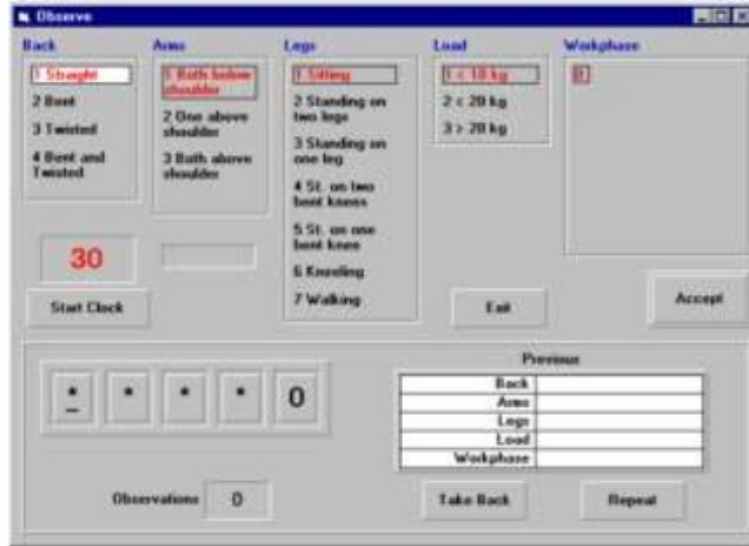 Observe
Back
1 Straight
2 Bent
3 Twisted
4 Bent and
Twisted
Arms
1 Both below
shoulder
2 One above
shoulder
3 Both above
shoulder
Legs
1 Sitting
2 Standing on
two legs
3 Standing on
one leg
4 St. on two
bent knees
5 St. on one
bent knee
6 Kneeling
7 Walking
Load
1 < 10 kg
2 < 20 kg
3 > 20 kg
Workphase
30
Start Clock
Exit
Accept
* * * * 0
Observations 0
Previous
Back
Arms
Legs
Load
Workphase
Take Back
Repeat